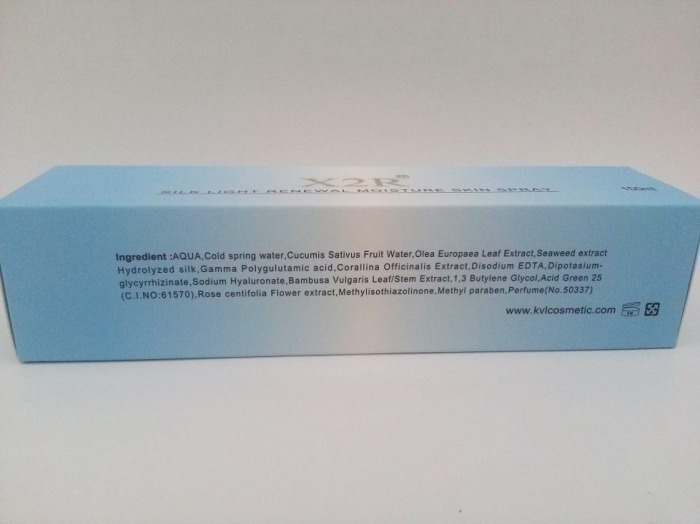 X2R®
SILK LIGHT RENEWAL MOISTURE SKIN SPRAY
150ml
Ingredient :AQUA,Cold spring water,Cucumis Sativus Fruit Water,Olea Europaea Leaf Extract,Seaweed extract
Hydrolyzed silk,Gamma Polygulutamic acid,Corallina Officinalis Extract,Disodium EDTA,Dipotasium-
glycyrrhizinate,Sodium Hyaluronate,Bambusa Vulgaris Leaf/Stem Extract,1,3 Butylene Glycol,Acid Green 25
(C.I.NO:61570),Rose centifolia Flower extract,Methylisothiazolinone,Methyl paraben,Perfume(No.50337)
www.kvlcosmetic.com